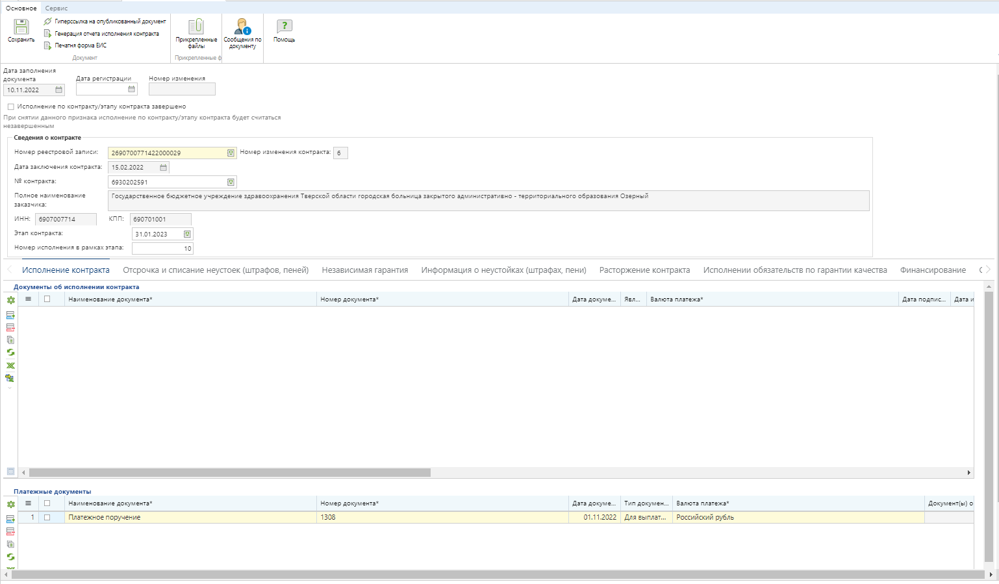 Основное Сервис
Сохранить
Гиперссылка на опубликованный документ
Генерация отчета исполнения контракта
Печатня форма ЕИС
Документ
Прикрепленные
файлы
Прикрепленные ф
Сообщения по
документу
Помощь
Дата заполнения
документа
10.11.2022
Дата регистрации
Номер изменения
Исполнение по контракту/этапу контракта завершено
При снятии данного признака исполнение по контракту/этапу контракта будет считаться
незавершенным
Сведения о контракте
Номер реестровой записи: 2690700771422000029 Номер изменения контракта: 6
Дата заключения контракта: 15.02.2022
№ контракта: 6930202591
Полное наименование
заказчика:
Государственное бюджетное учреждение здравоохранения Тверской области городская больница закрытого административно - территориального образования Озерный
ИНН: 6907007714 КПП: 690701001
Этап контракта: 31.01.2023
Номер исполнения в рамках этапа: 10
Исполнение контракта Отсрочка и списание неустоек (штрафов, пеней) Независимая гарантия Информация о неустойках (штрафах, пени) Расторжение контракта Исполнении обязательств по гарантии качества Финансирование
Документы об исполнении контракта
Наименование документа* Номер документа* Дата докуме... Явл... Валюта платежа* Дата подпис... Дата и
Платежные документы
Наименование документа* Номер документа* Дата докуме... Тип докумен... Валюта платежа* Документ(ы) о
1 Платежное поручение 1308 01.11.2022 Для выплат... Российский рубль